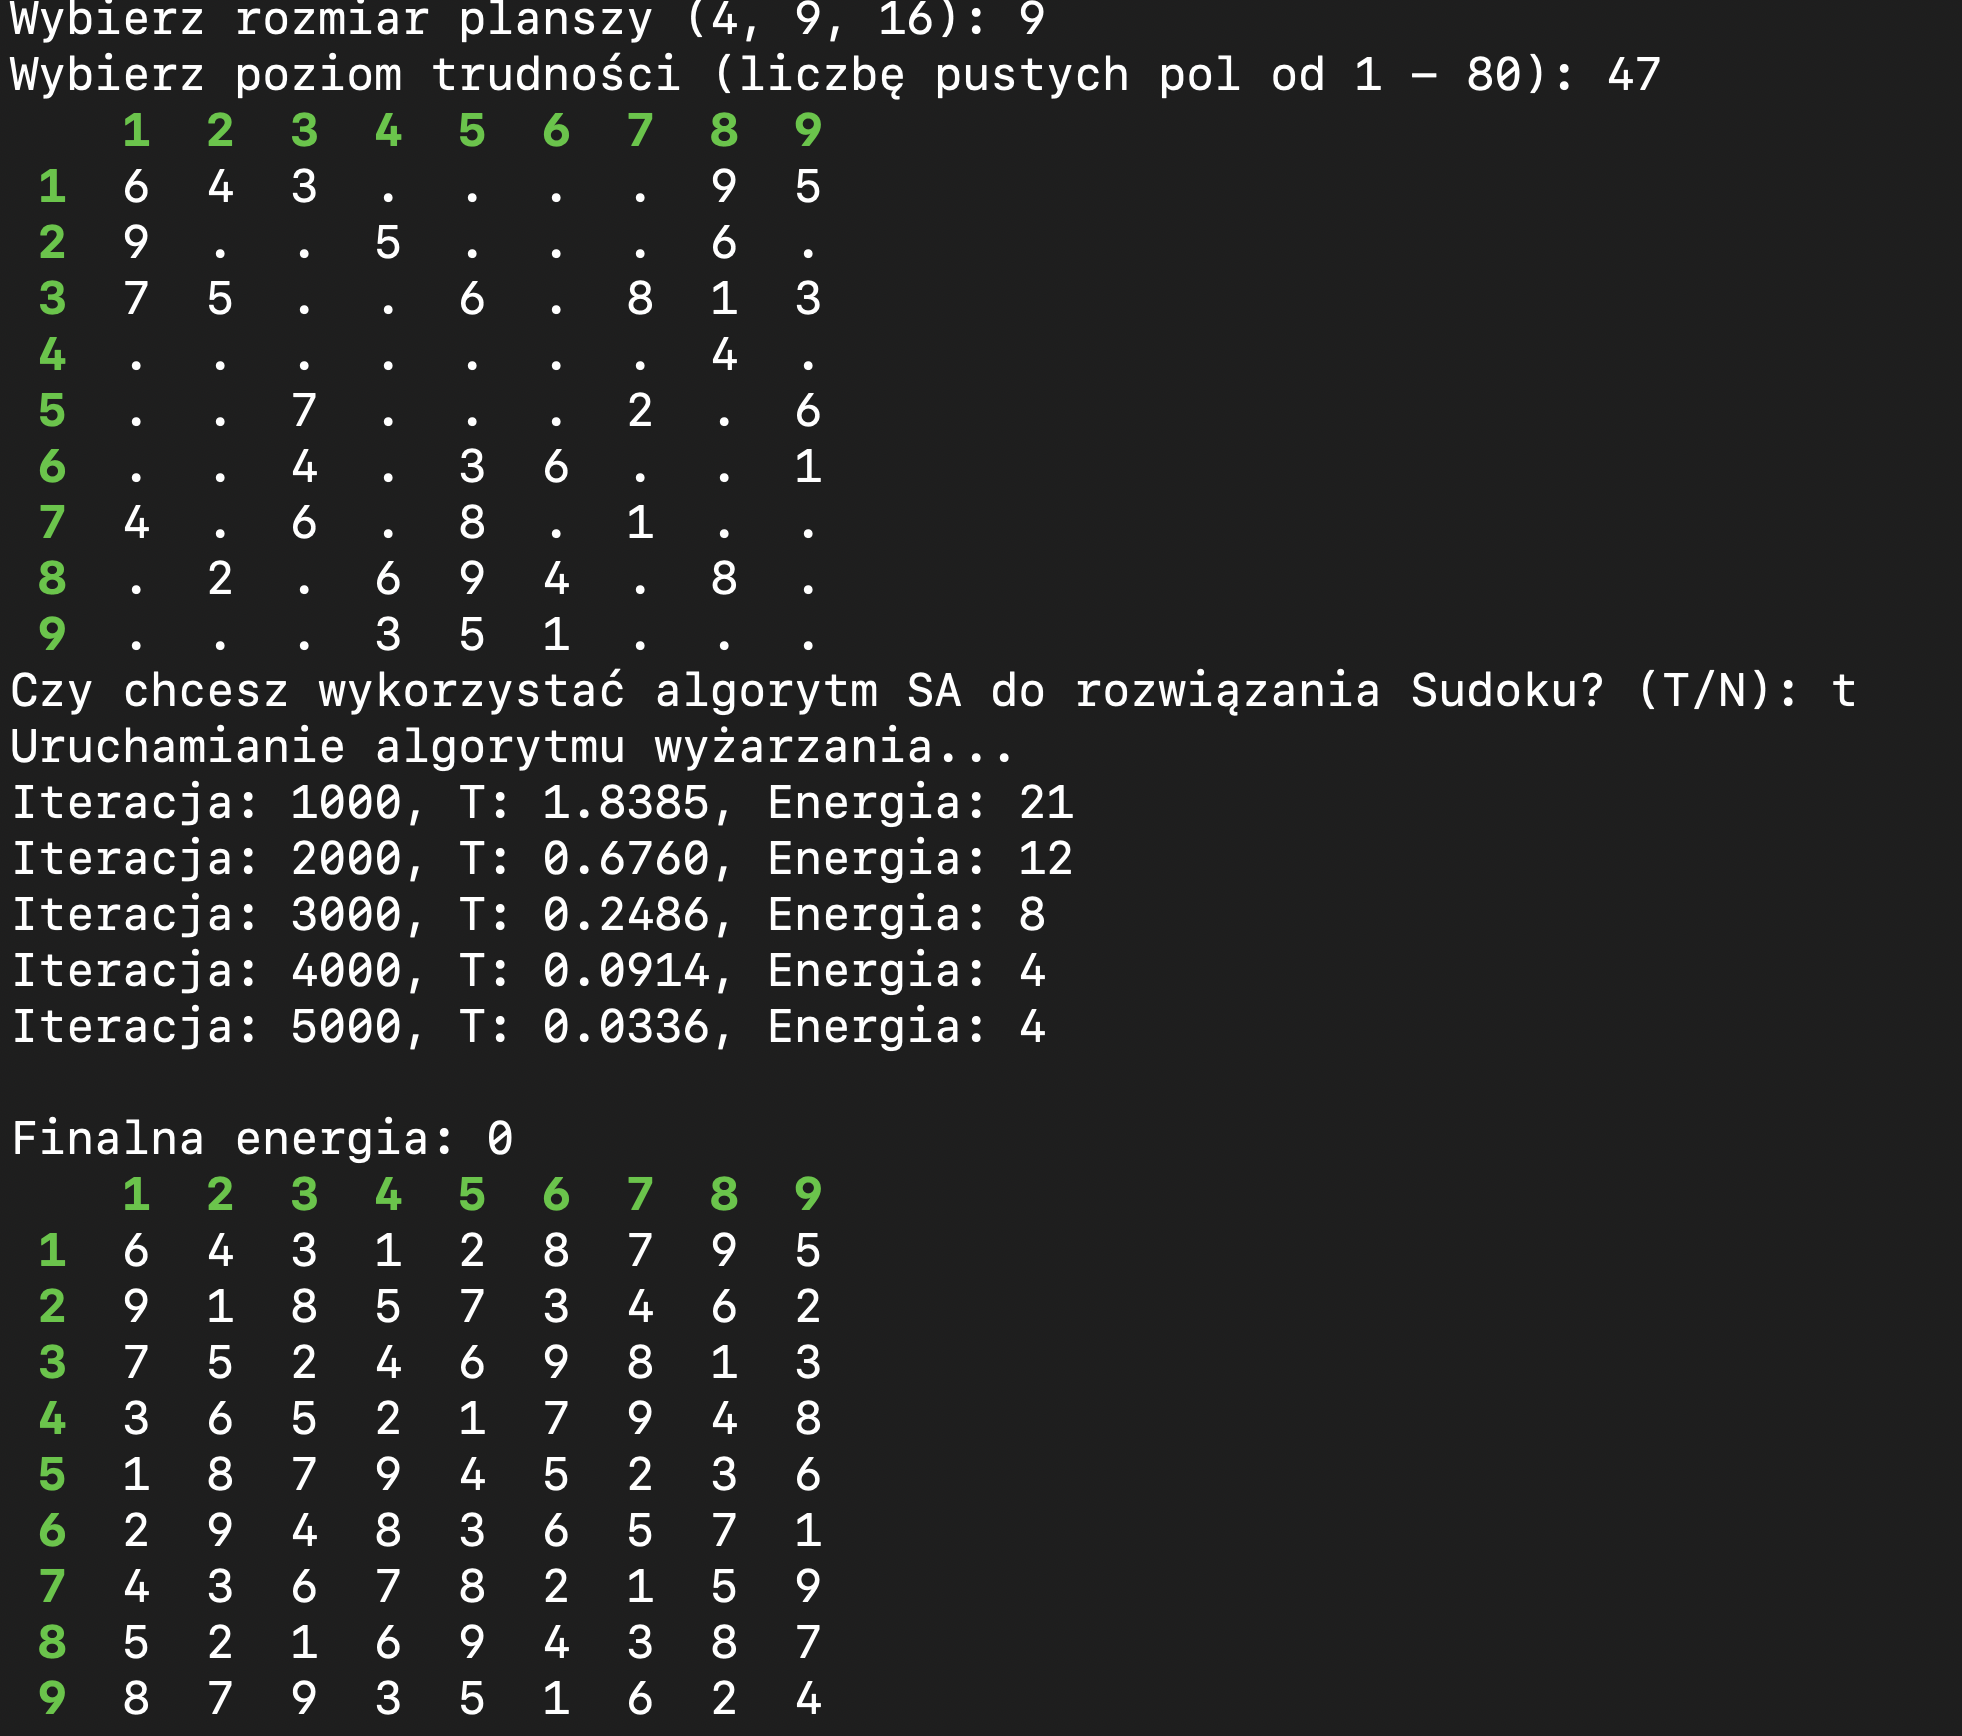 Wybierz rozmiar planszy (4, 9, 16): 9
Wybierz poziom trudności (liczbę pustych pol od 1 – 80): 47
1 2 3 4 5 6 7 8 9
1 6 4 3 . . . . 9 5
2 9 . . 5 . . . 6 .
3 7 5 . . 6 . 8 1 3
4 . . . . . . . 4 .
5 . . 7 . . . 2 . 6
6 . . 4 . 3 6 . . 1
7 4 . 6 . 8 . 1 . .
8 . 2 . 6 9 4 . 8 .
9 . . . 3 5 1 . . .
Czy chcesz wykorzystać algorytm SA do rozwiązania Sudoku? (T/N): t
Uruchamianie algorytmu wyżarzania...
Iteracja: 1000, T: 1.8385, Energia: 21
Iteracja: 2000, T: 0.6760, Energia: 12
Iteracja: 3000, T: 0.2486, Energia: 8
Iteracja: 4000, T: 0.0914, Energia: 4
Iteracja: 5000, T: 0.0336, Energia: 4
Finalna energia: 0
1 2 3 4 5 6 7 8 9
1 6 4 3 1 2 8 7 9 5
2 9 1 8 5 7 3 4 6 2
3 7 5 2 4 6 9 8 1 3
4 3 6 5 2 1 7 9 4 8
5 1 8 7 9 4 5 2 3 6
6 2 9 4 8 3 6 5 7 1
7 4 3 6 7 8 2 1 5 9
8 5 2 1 6 9 4 3 8 7
9 8 7 9 3 5 1 6 2 4